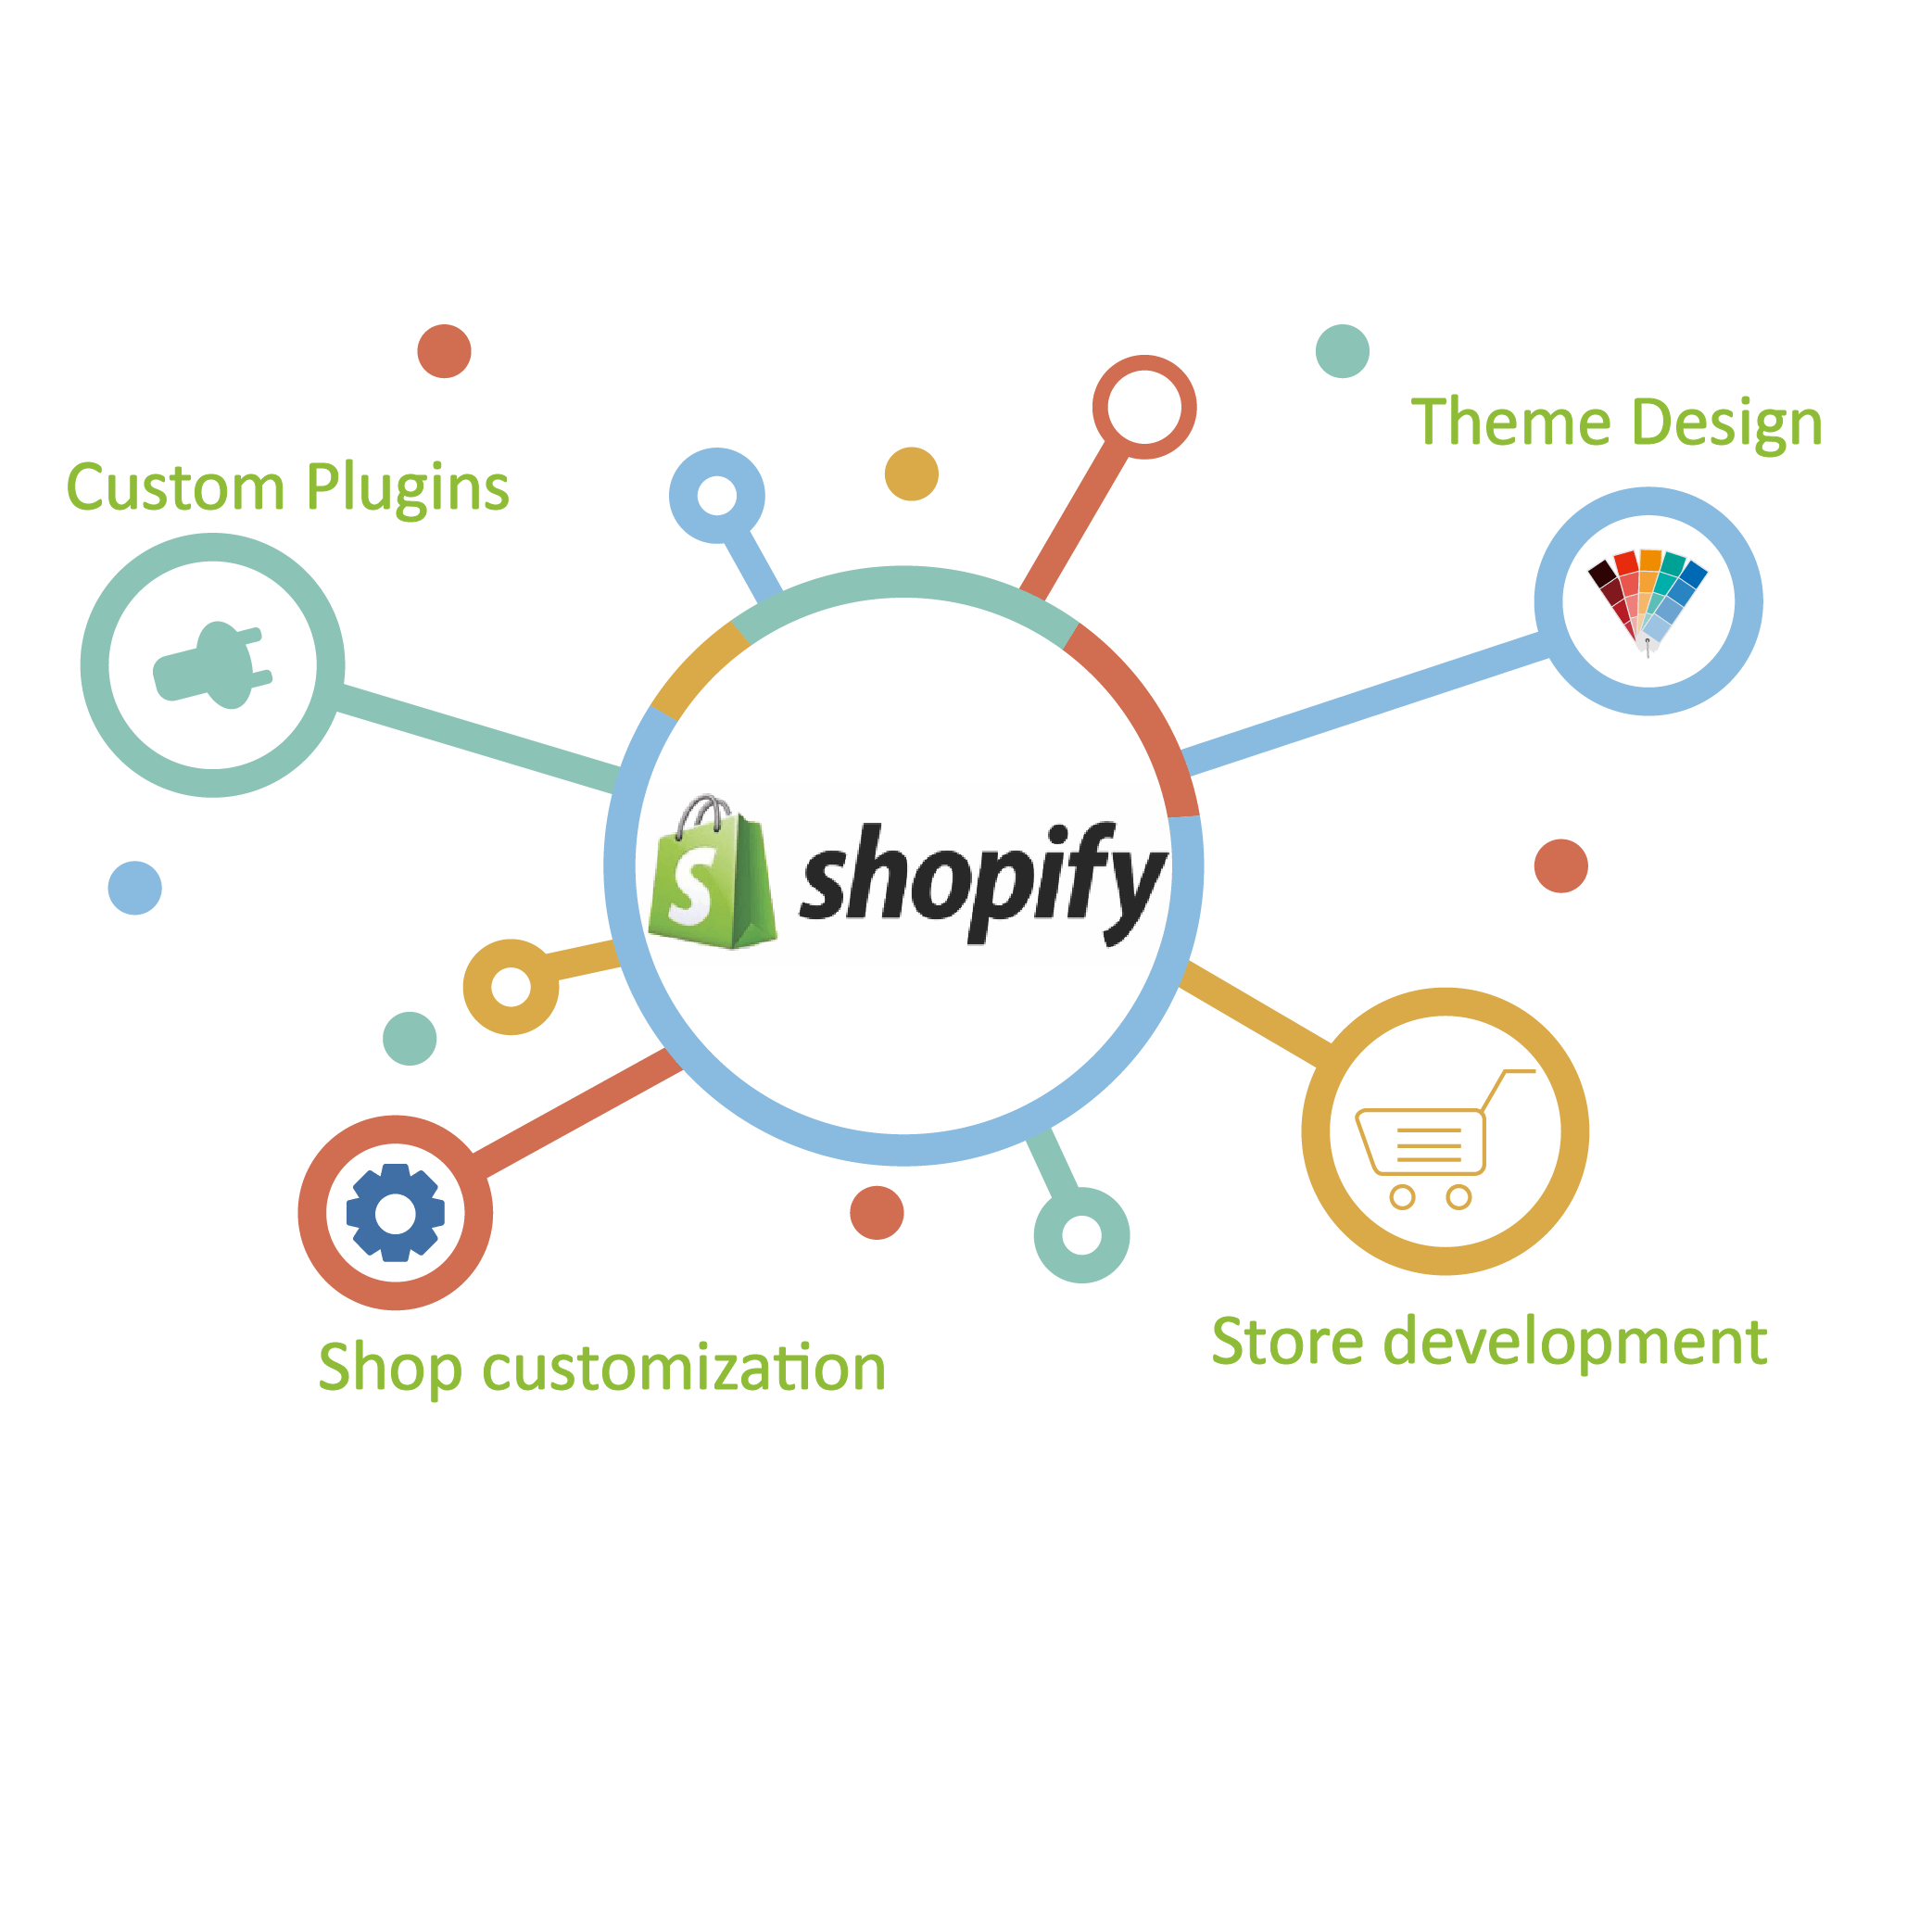 Theme Design
Custom Plugins
shopify
Store development
Shop customization